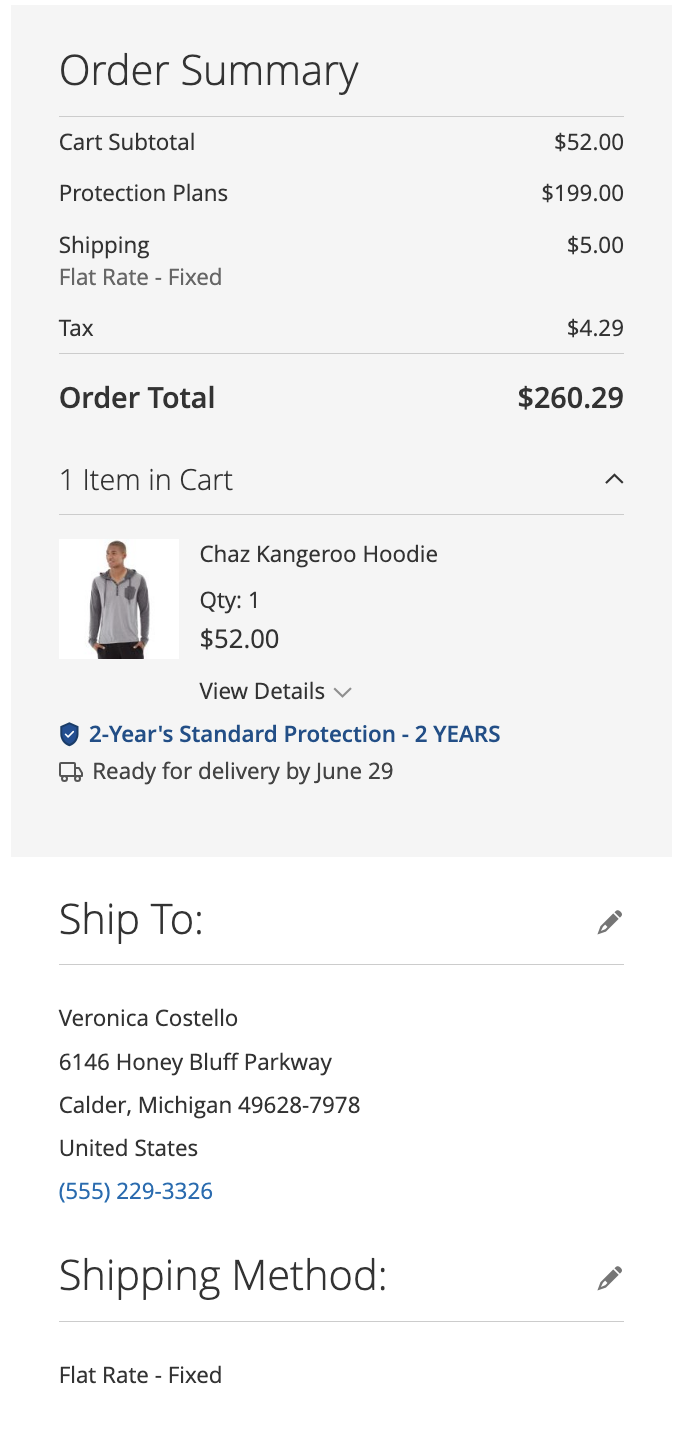 Order Summary
Cart Subtotal $52.00
Protection Plans $199.00
Shipping $5.00
Flat Rate - Fixed
Tax $4.29
Order Total $260.29
1 Item in Cart
Chaz Kangeroo Hoodie
Qty: 1
$52.00
View Details
2-Year's Standard Protection - 2 YEARS
Ready for delivery by June 29
Ship To:
Veronica Costello
6146 Honey Bluff Parkway
Calder, Michigan 49628-7978
United States
(555) 229-3326
Shipping Method:
Flat Rate - Fixed